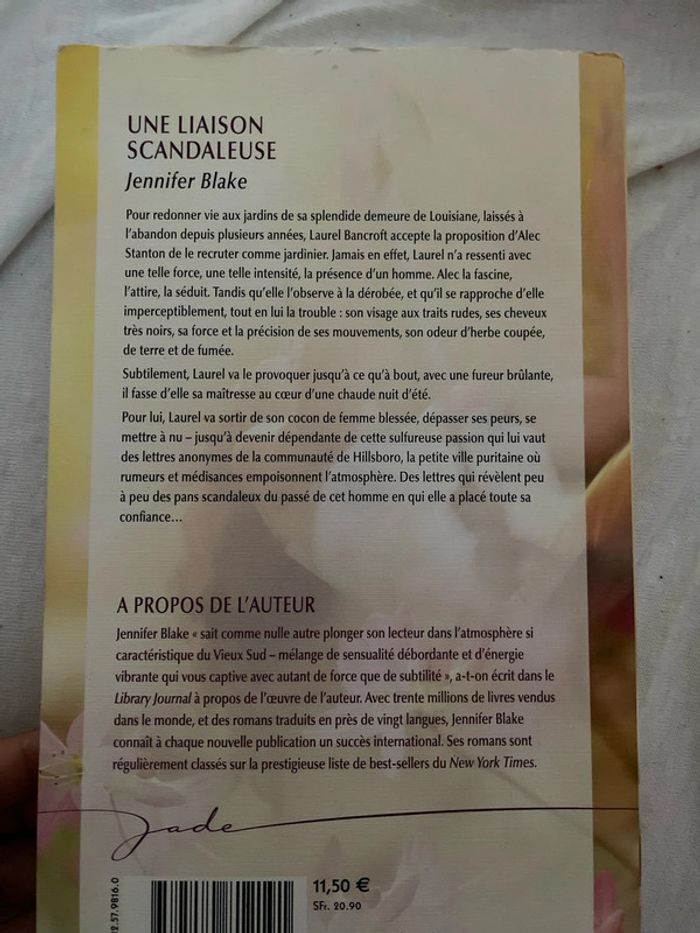 UNE LIAISON
SCANDALEUSE
Jennifer Blake
Pour redonner vie aux jardins de sa splendide demeure de Louisiane, laissés à
l'abandon depuis plusieurs années, Laurel Bancroft accepte la proposition d'Alec
Stanton de le recruter comme jardinier. Jamais en effet, Laurel n'a ressenti avec
une telle force, une telle intensité, la présence d'un homme. Alec la fascine,
l'attire, la séduit. Tandis qu'elle l'observe à la dérobée, et qu'il se rapproche d'elle
imperceptiblement, tout en lui la trouble : son visage aux traits rudes, ses cheveux
très noirs, sa force et la précision de ses mouvements, son odeur d'herbe coupée,
de terre et de fumée.
Subtilement, Laurel va le provoquer jusqu'à ce qu'à bout, avec une fureur brûlante,
il fasse d'elle sa maîtresse au cœur d'une chaude nuit d'été.
Pour lui, Laurel va sortir de son cocon de femme blessée, dépasser ses peurs, se
mettre à nu – jusqu'à devenir dépendante de cette sulfureuse passion qui lui vaut
des lettres anonymes de la communauté de Hillsboro, la petite ville puritaine où
rumeurs et médisances empoisonnent l'atmosphère. Des lettres qui révèlent peu
à peu des pans scandaleux du passé de cet homme en qui elle a placé toute sa
confiance…
A PROPOS DE L'AUTEUR
Jennifer Blake « sait comme nulle autre plonger son lecteur dans l'atmosphère si
caractéristique du Vieux Sud – mélange de sensualité débordante et d'énergie
vibrante qui vous captive avec autant de force que de subtilité », a-t-on écrit dans le
Library Journal à propos de l'œuvre de l'auteur. Avec trente millions de livres vendus
dans le monde, et des romans traduits en près de vingt langues, Jennifer Blake
connaît à chaque nouvelle publication un succès international. Ses romans sont
régulièrement classés sur la prestigieuse liste de best-sellers du New York Times.
Jade
11,50 €
SFr. 20.90
2.57.9816.0